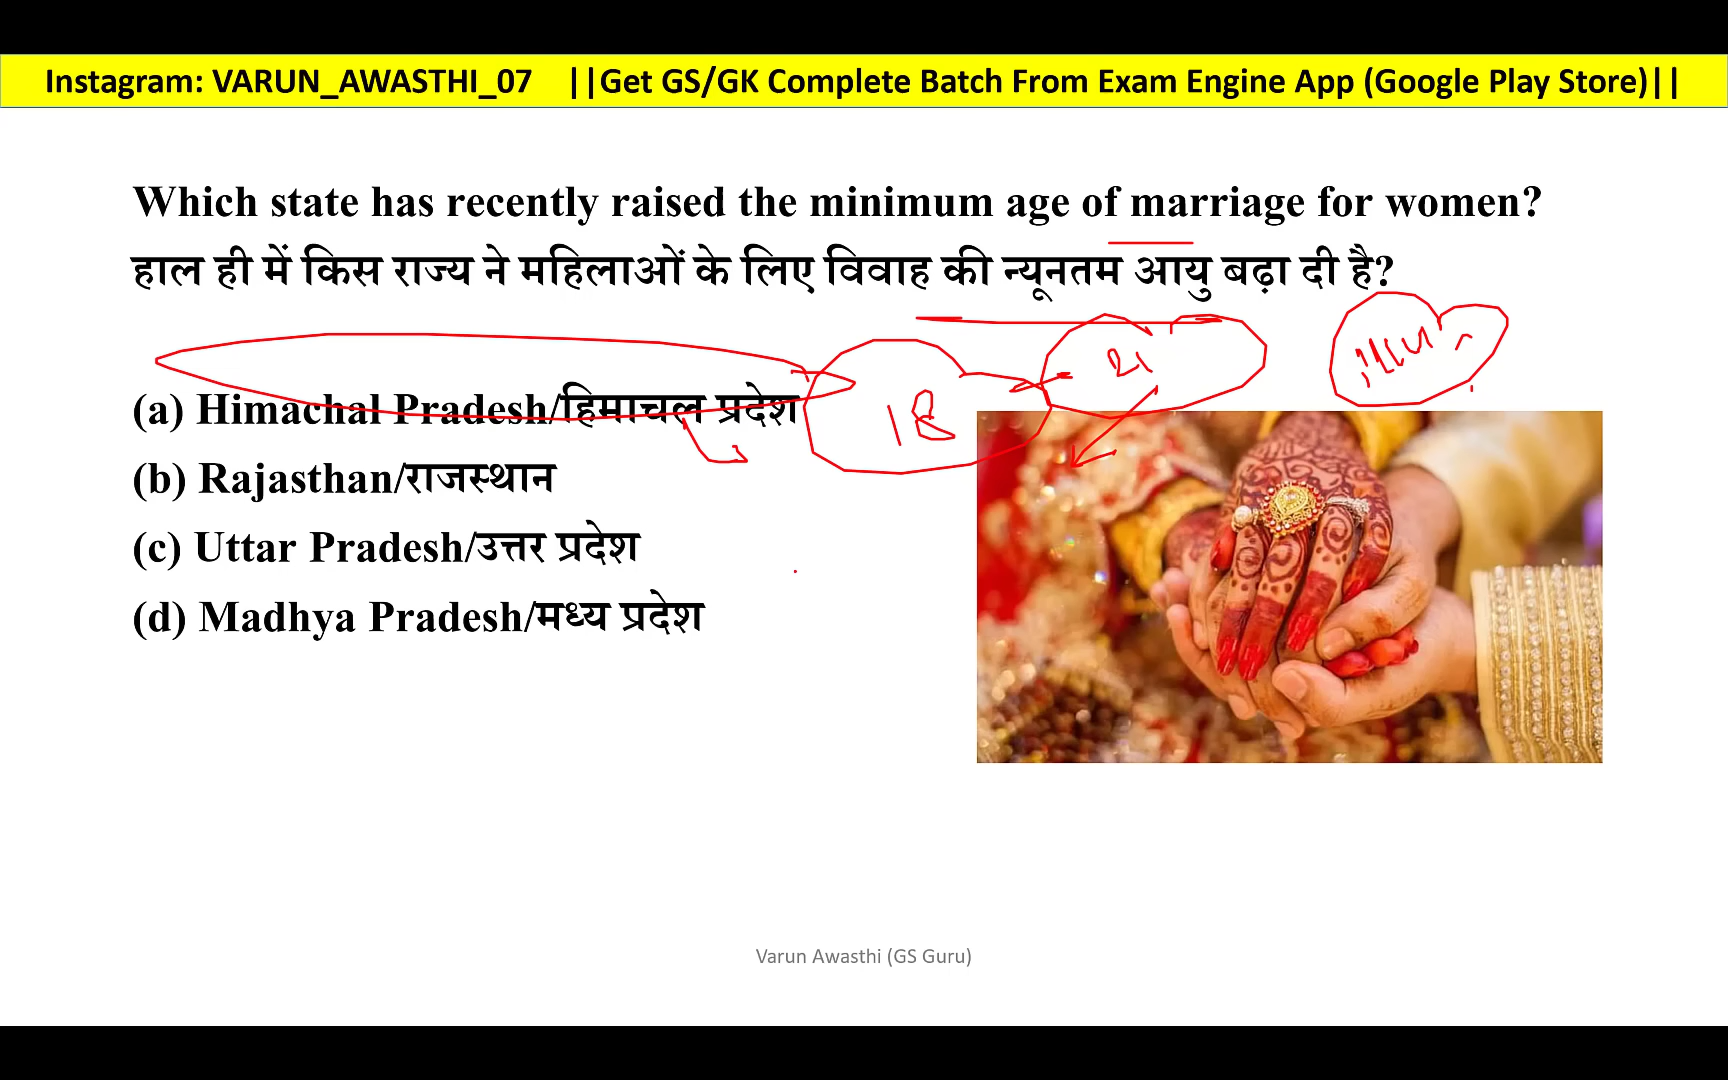 Instagram: VARUN_AWASTHI_07 ||Get GS/GK Complete Batch From Exam Engine App (Google Play Store)||
Which state has recently raised the minimum age of marriage for women?
हाल ही में किस राज्य ने महिलाओं के लिए विवाह की न्यूनतम आयु बढ़ा दी है?
21
18
(a) Himachal Pradesh/हिमाचल प्रदेश
(b) Rajasthan/राजस्थान
(c) Uttar Pradesh/उत्तर प्रदेश
(d) Madhya Pradesh/मध्य प्रदेश
Varun Awasthi (GS Guru)